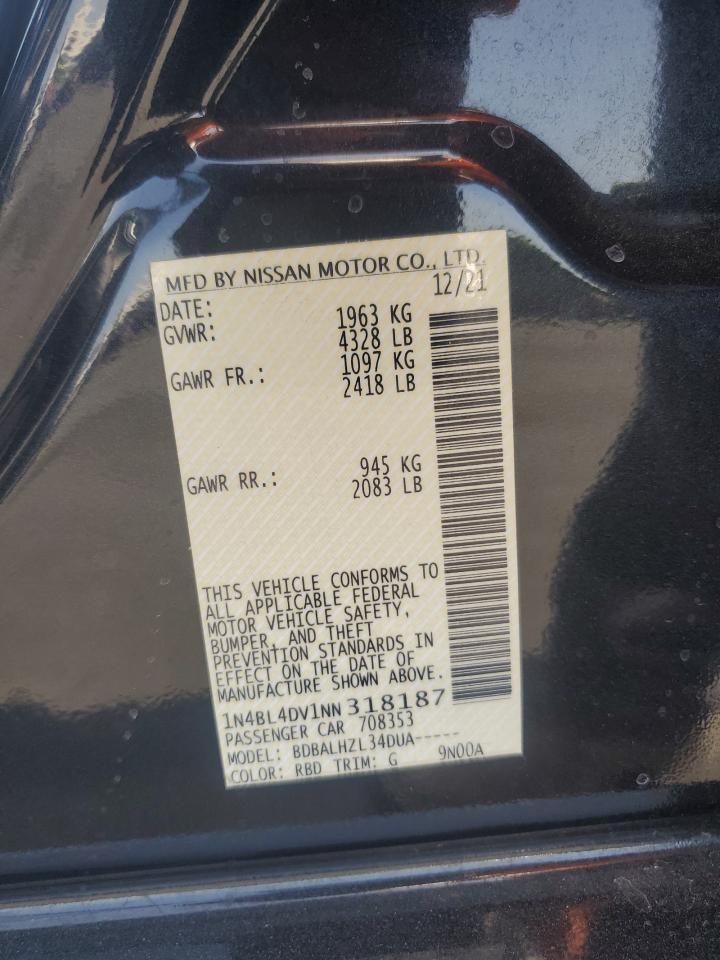 MFD BY NISSAN MOTOR CO., LTD.
DATE: 12/21
GVWR: 1963 KG
4328 LB
GAWR FR.: 1097 KG
2418 LB
GAWR RR.: 945 KG
2083 LB
THIS VEHICLE CONFORMS TO
ALL APPLICABLE FEDERAL
MOTOR VEHICLE SAFETY,
BUMPER, AND THEFT
PREVENTION STANDARDS IN
EFFECT ON THE DATE OF
MANUFACTURE SHOWN ABOVE.
1N4BL4DV1NN318187
PASSENGER CAR 708353
MODEL: BDBALHZL34DUA-----
COLOR: RBD TRIM: G 9N00A